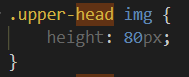 .upper-head img {
    height: 80px;
}